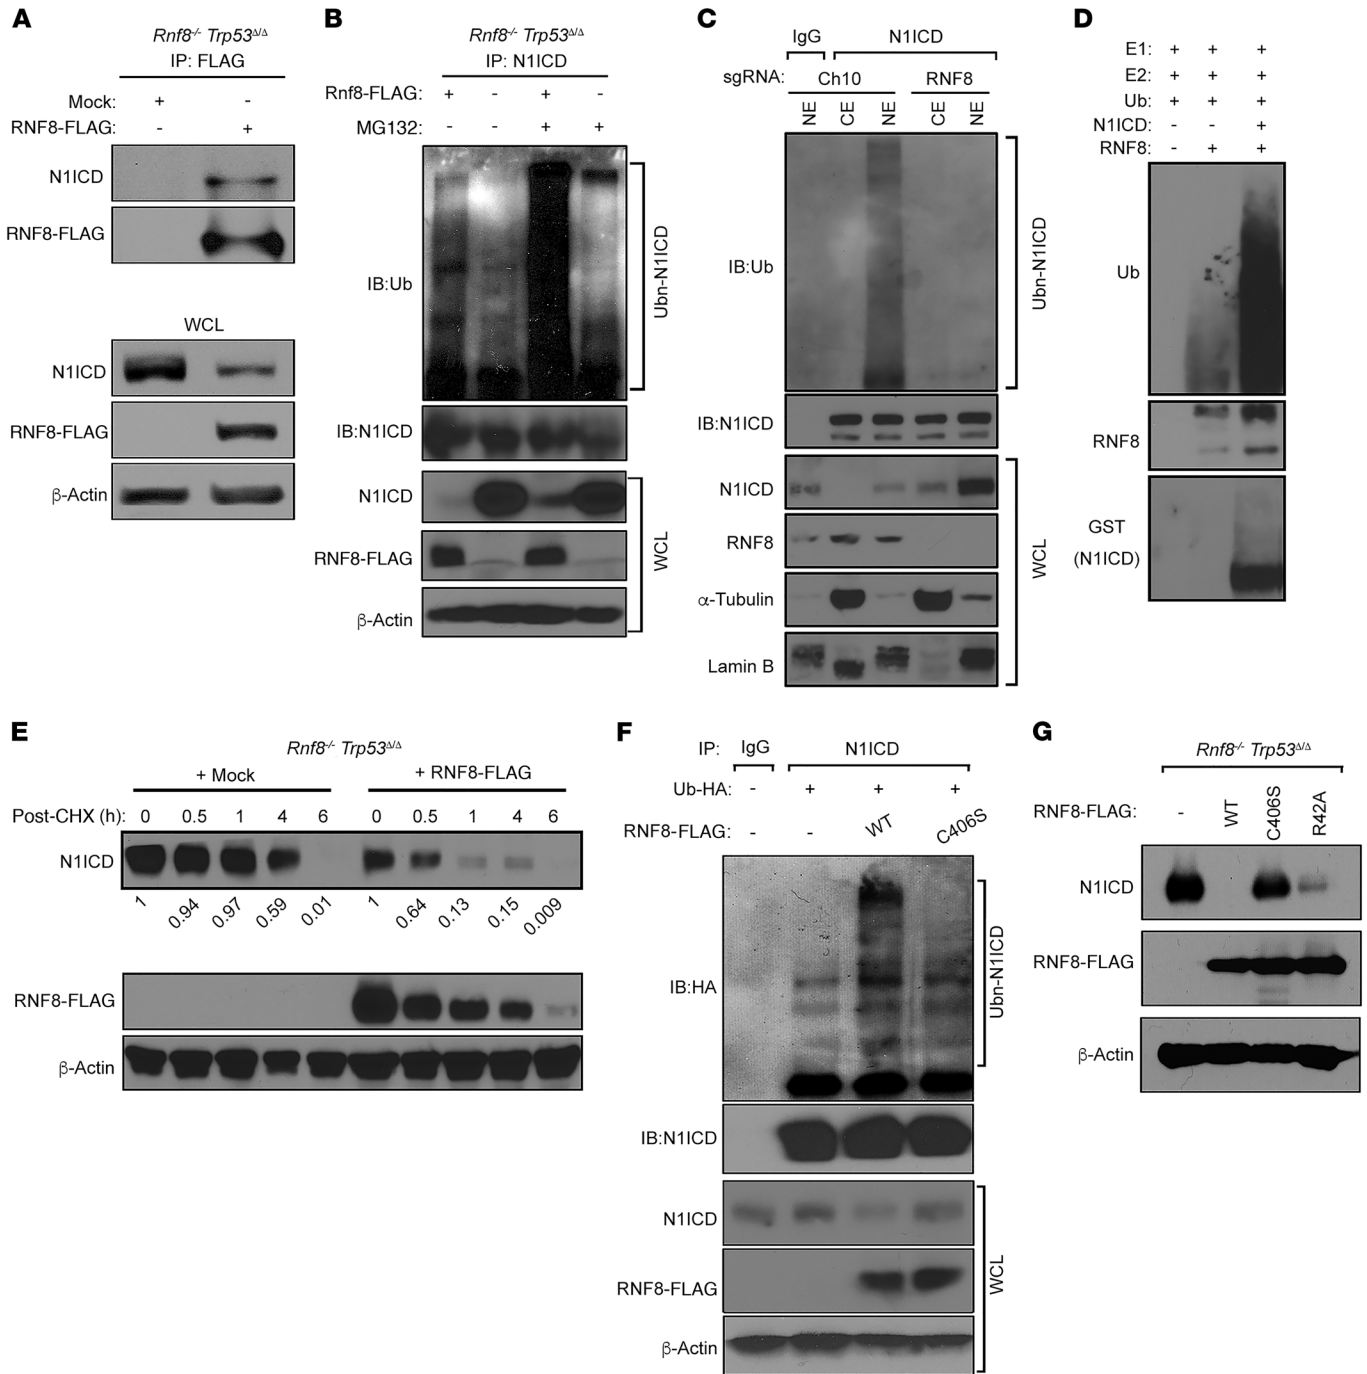 A
Rnf8-/- Trp53Δ/Δ
IP: FLAG
Mock: + -
RNF8-FLAG: - +
N1ICD
RNF8-FLAG
WCL
N1ICD
RNF8-FLAG
β-Actin
B
Rnf8-/- Trp53Δ/Δ
IP: N1ICD
Rnf8-FLAG: + - + -
MG132: - - + +
IB:Ub
Ubn-N1ICD
IB:N1ICD
N1ICD
RNF8-FLAG
β-Actin
WCL
C
IgG N1ICD
sgRNA: Ch10 RNF8
NE CE NE CE NE
IB:Ub
Ubn-N1ICD
IB:N1ICD
N1ICD
RNF8
α-Tubulin
Lamin B
WCL
D
E1: + + +
E2: + + +
Ub: + + +
N1ICD: - - +
RNF8: - + +
Ub
RNF8
GST
(N1ICD)
E
Rnf8-/- Trp53Δ/Δ
+ Mock + RNF8-FLAG
Post-CHX (h): 0 0.5 1 4 6 0 0.5 1 4 6
N1ICD
1 0.94 0.97 0.59 0.01 1 0.64 0.13 0.15 0.009
RNF8-FLAG
β-Actin
F
IP: IgG N1ICD
Ub-HA: - + + +
RNF8-FLAG: - - WT C406S
IB:HA
Ubn-N1ICD
IB:N1ICD
N1ICD
RNF8-FLAG
β-Actin
WCL
G
Rnf8-/- Trp53Δ/Δ
RNF8-FLAG: - WT C406S R42A
N1ICD
RNF8-FLAG
β-Actin